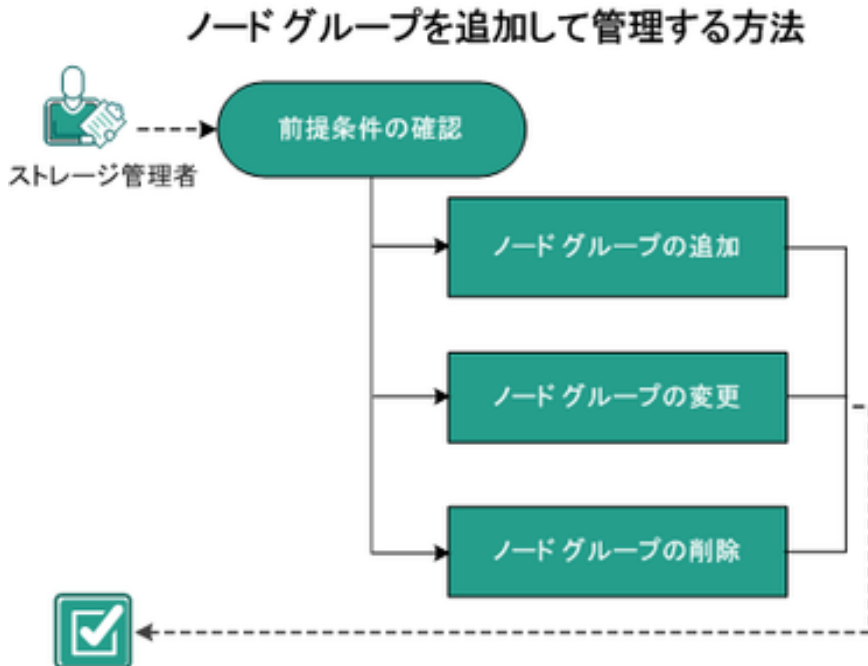 ノード グループを追加して管理する方法
前提条件の確認
ストレージ管理者
ノード グループの追加
ノード グループの変更
ノード グループの削除